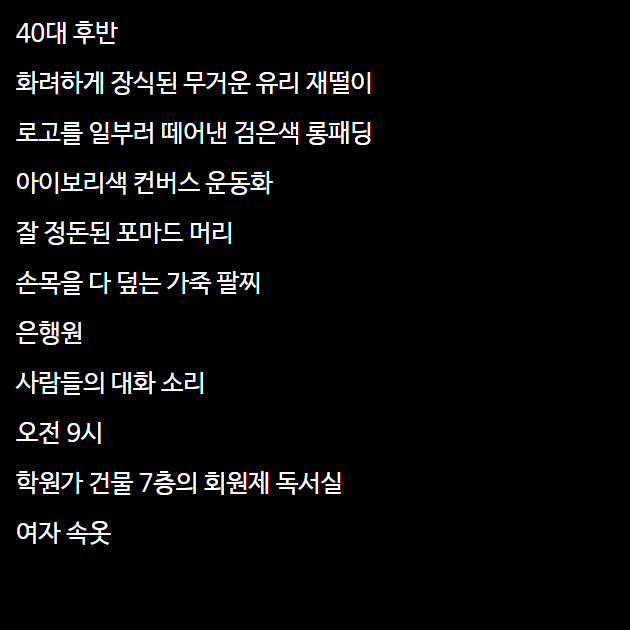 40대 후반
화려하게 장식된 무거운 유리 재떨이
로고를 일부러 떼어낸 검은색 롱패딩
아이보리색 컨버스 운동화
잘 정돈된 포마드 머리
손목을 다 덮는 가죽 팔찌
은행원
사람들의 대화 소리
오전 9시
학원가 건물 7층의 회원제 독서실
여자 속옷